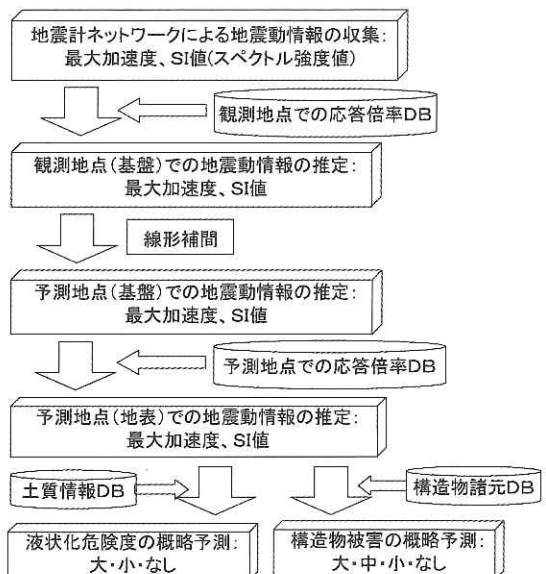 地震計ネットワークによる地震動情報の収集:
最大加速度、SI値(スペクトル強度値)
観測地点での応答倍率DB
観測地点(基盤)での地震動情報の推定:
最大加速度、SI値
線形補間
予測地点(基盤)での地震動情報の推定:
最大加速度、SI値
予測地点での応答倍率DB
予測地点(地表)での地震動情報の推定:
最大加速度、SI値
土質情報DB
構造物諸元DB
液状化危険度の概略予測:
大・小・なし
構造物被害の概略予測:
大・中・小・なし